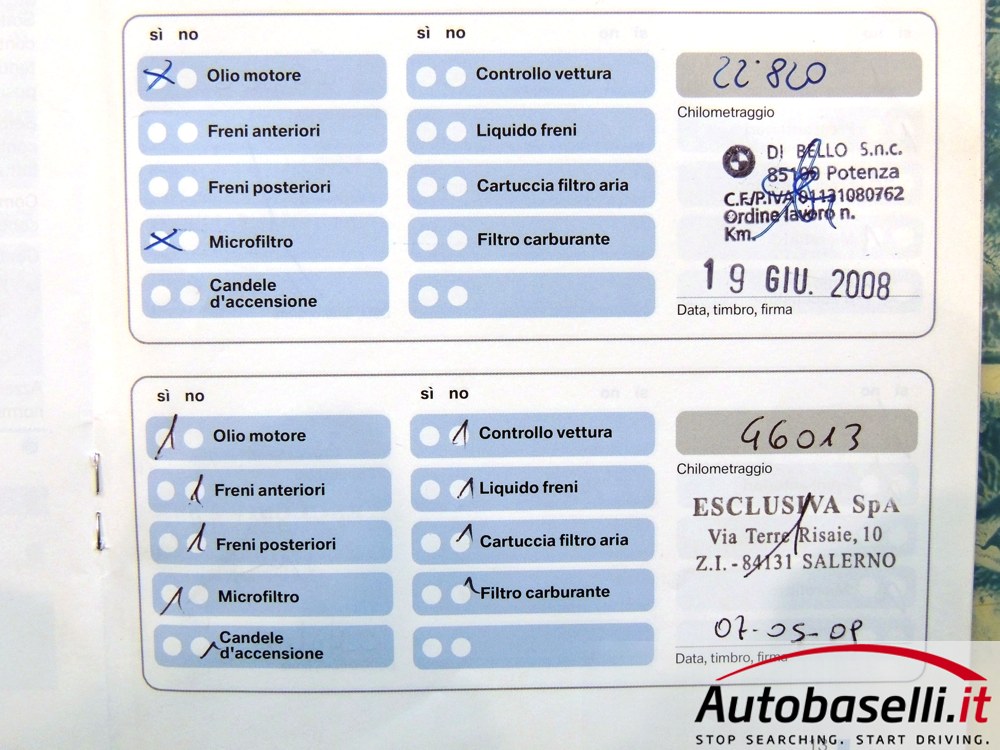 sì no
sì no
Olio motore
Controllo vettura
22.820
Freni anteriori
Liquido freni
Chilometraggio
Freni posteriori
Cartuccia filtro aria
Microfiltro
Filtro carburante
Candele
d'accensione
DI BELLO S.n.c.
85100 Potenza
C.F./P.IVA 01131080762
Ordine lavoro n.
Km.
19 GIU. 2008
Data, timbro, firma
sì no
sì no
Olio motore
Controllo vettura
46013
Freni anteriori
Liquido freni
Chilometraggio
Freni posteriori
Cartuccia filtro aria
Microfiltro
Filtro carburante
Candele
d'accensione
ESCLUSIVA SpA
Via Terre Risaie, 10
Z.I. - 84131 SALERNO
07-05-09
Data, timbro, firma
Autobaselli.it
STOP SEARCHING. START DRIVING.